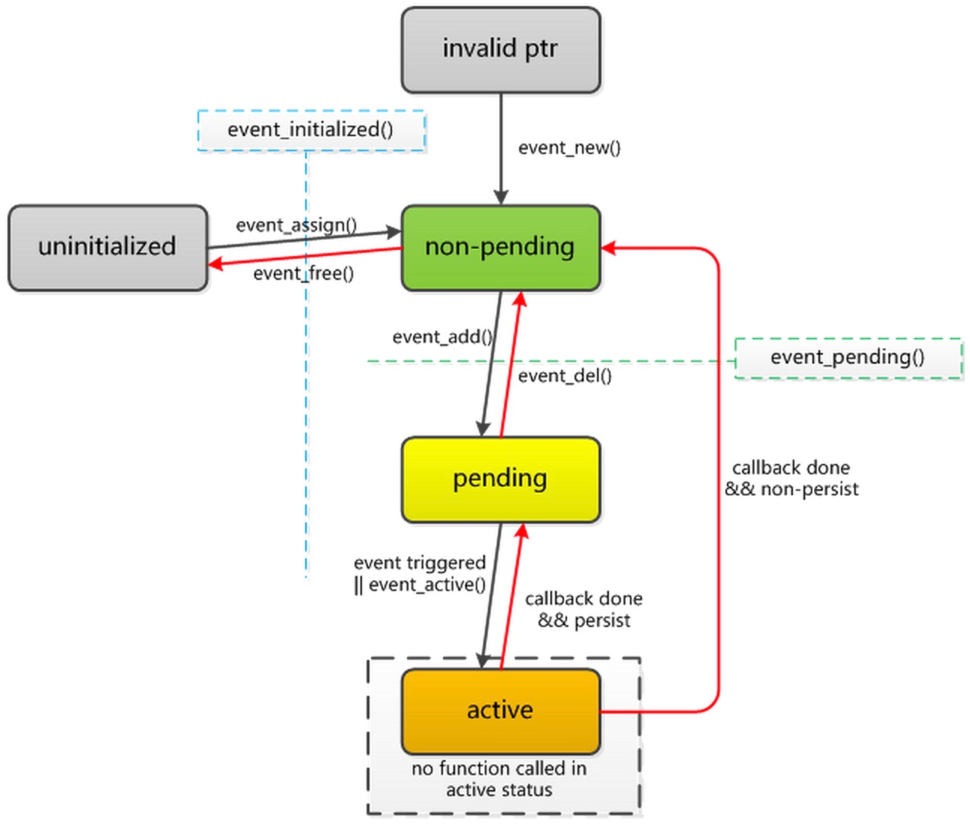 invalid ptr
event_initialized()
event_new()
uninitialized
event_assign()
non-pending
event_free()
event_add()
event_pending()
event_del()
pending
callback done
&& non-persist
event triggered
|| event_active()
callback done
&& persist
active
no function called in
active status